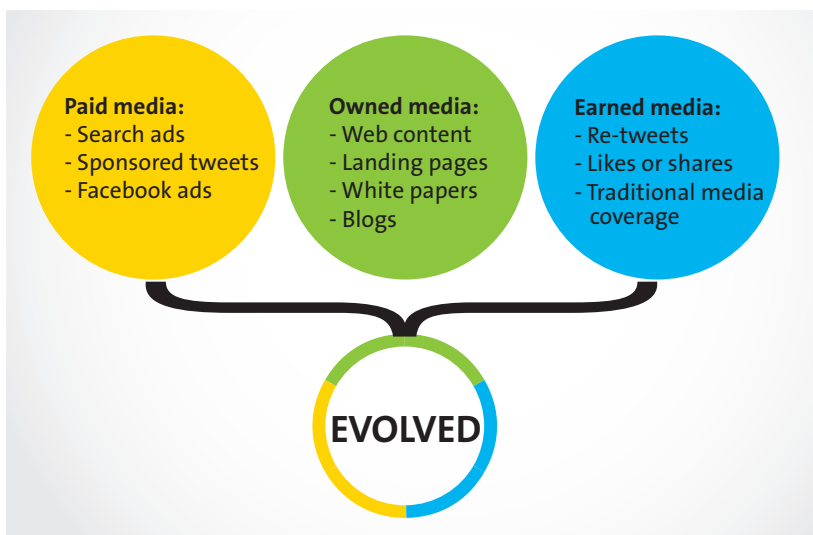 Paid media:
- Search ads
- Sponsored tweets
- Facebook ads
Owned media:
- Web content
- Landing pages
- White papers
- Blogs
Earned media:
- Re-tweets
- Likes or shares
- Traditional media
coverage
EVOLVED